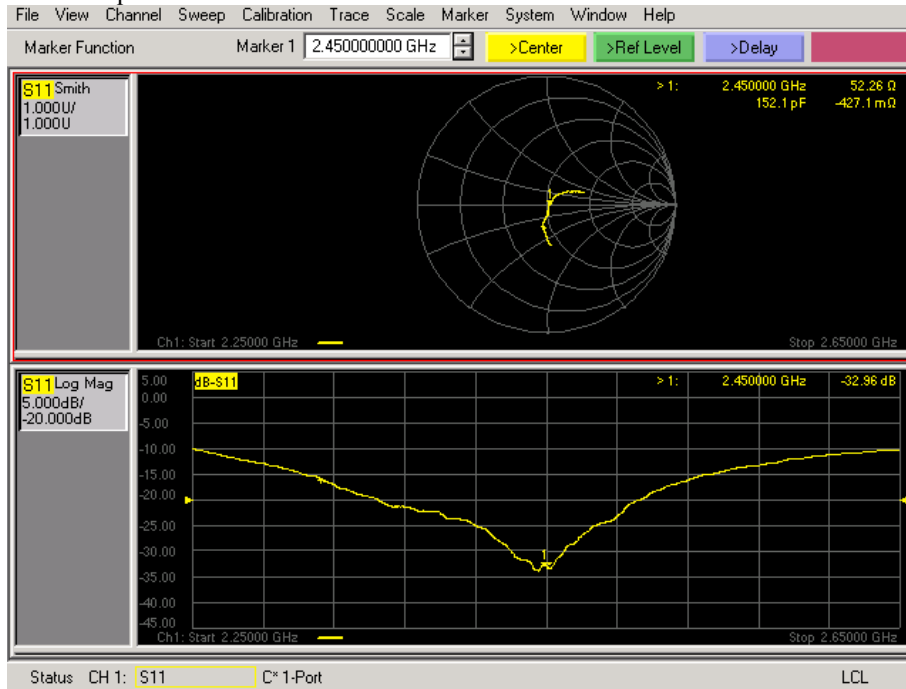 File View Channel Sweep Calibration Trace Scale Marker System Window Help
Marker Function Marker 1 2.450000000 GHz >Center >Ref Level >Delay
S11 Smith
1.000U/
1.000U
> 1: 2.450000 GHz 52.26 Ω
152.1 pF -427.1 mΩ
1
Ch1: Start 2.25000 GHz Stop 2.65000 GHz
S11 Log Mag
5.000dB/
-20.000dB
dB-S11
> 1: 2.450000 GHz -32.96 dB
5.00
0.00
-5.00
-10.00
-15.00
-20.00
-25.00
-30.00
-35.00
-40.00
-45.00
1
Ch1: Start 2.25000 GHz Stop 2.65000 GHz
Status CH 1: S11 C* 1-Port LCL